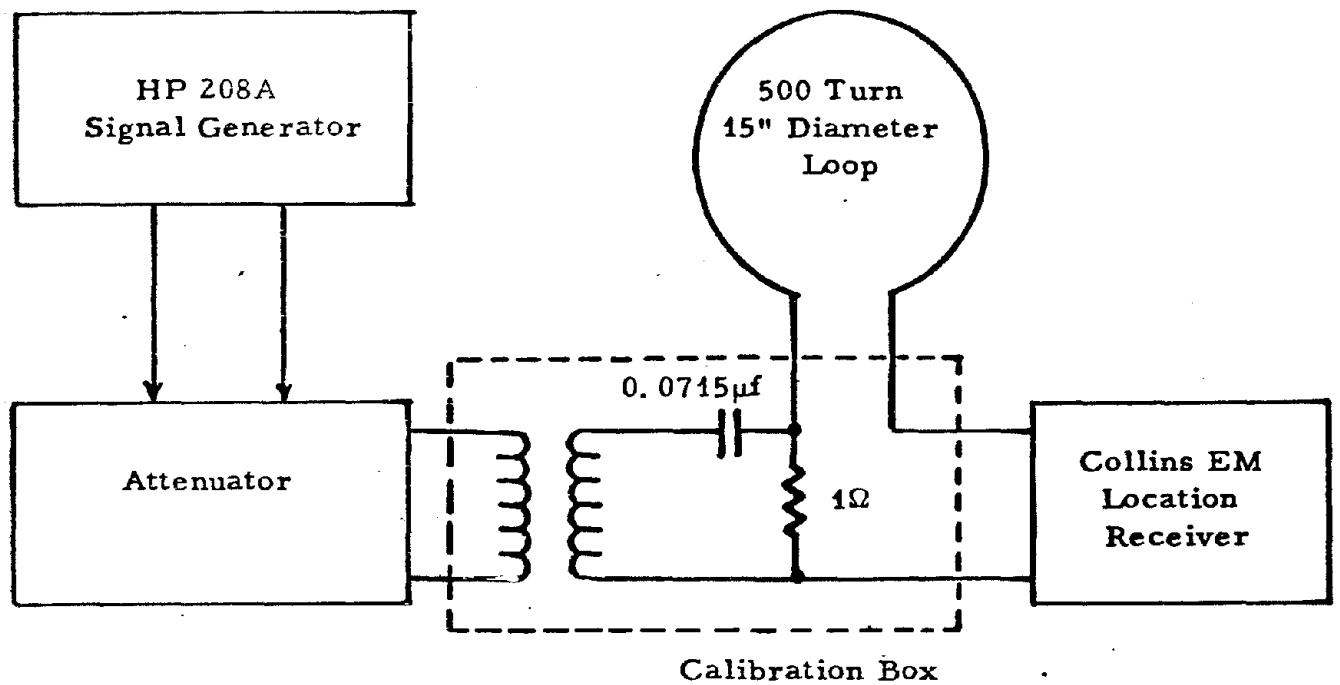 HP 208A
Signal Generator
500 Turn
15" Diameter
Loop
0.0715μf
Attenuator
1Ω
Collins EM
Location
Receiver
Calibration Box